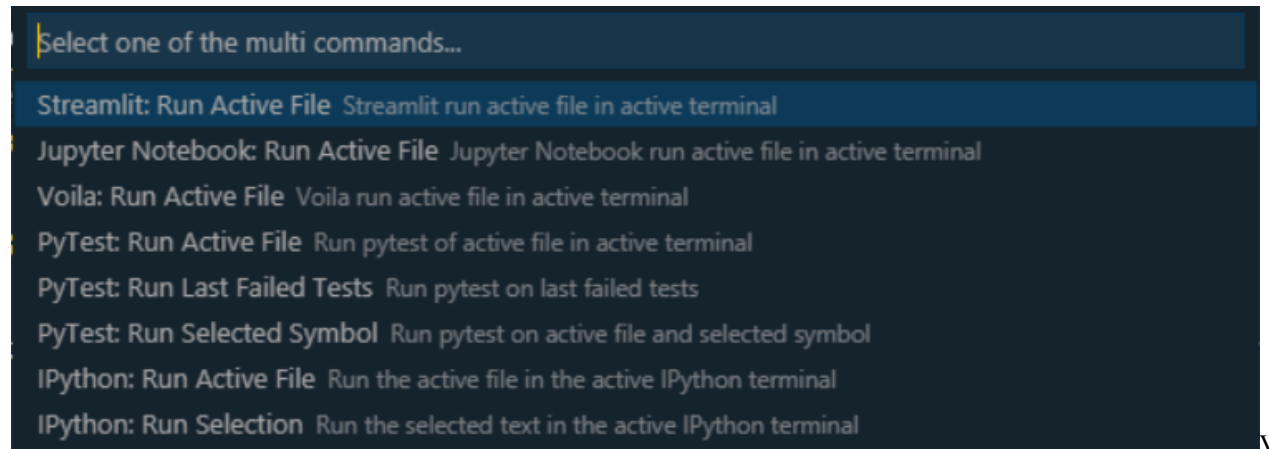 Select one of the multi commands...
Streamlit: Run Active File Streamlit run active file in active terminal
Jupyter Notebook: Run Active File Jupyter Notebook run active file in active terminal
Voila: Run Active File Voila run active file in active terminal
PyTest: Run Active File Run pytest of active file in active terminal
PyTest: Run Last Failed Tests Run pytest on last failed tests
PyTest: Run Selected Symbol Run pytest on active file and selected symbol
IPython: Run Active File Run the active file in the active IPython terminal
IPython: Run Selection Run the selected text in the active IPython terminal